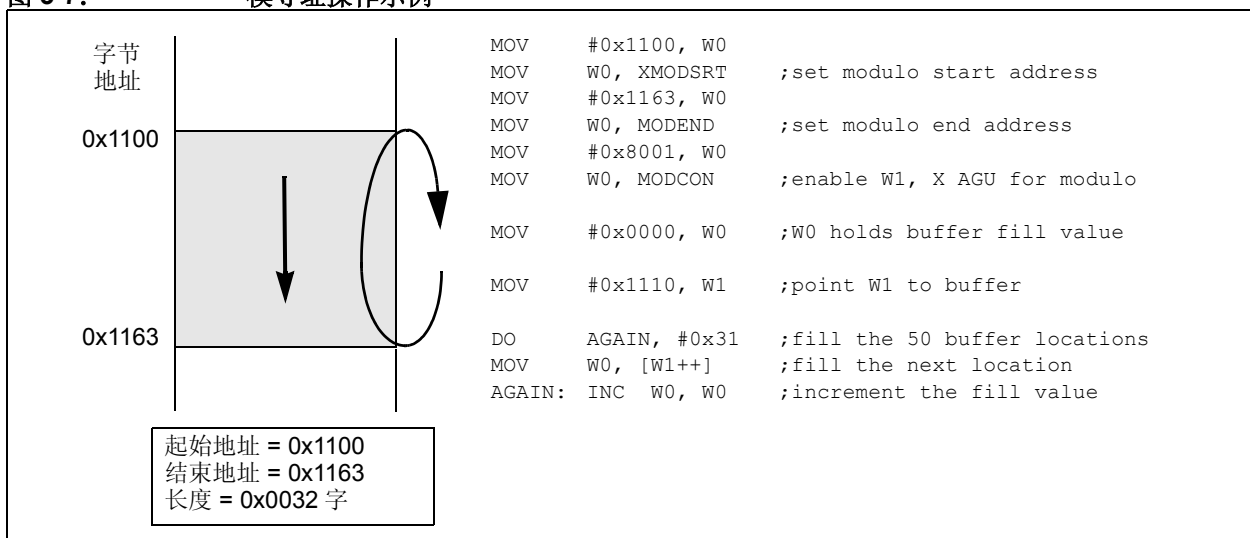 字节
地址
0x1100
0x1163
起始地址 = 0x1100
结束地址 = 0x1163
长度 = 0x0032 字
MOV #0x1100, W0
MOV W0, XMODSRT ;set modulo start address
MOV #0x1163, W0
MOV W0, MODEND ;set modulo end address
MOV #0x8001, W0
MOV W0, MODCON ;enable W1, X AGU for modulo
MOV #0x0000, W0 ;W0 holds buffer fill value
MOV #0x1110, W1 ;point W1 to buffer
DO AGAIN, #0x31 ;fill the 50 buffer locations
MOV W0, [W1++] ;fill the next location
AGAIN: INC W0, W0 ;increment the fill value